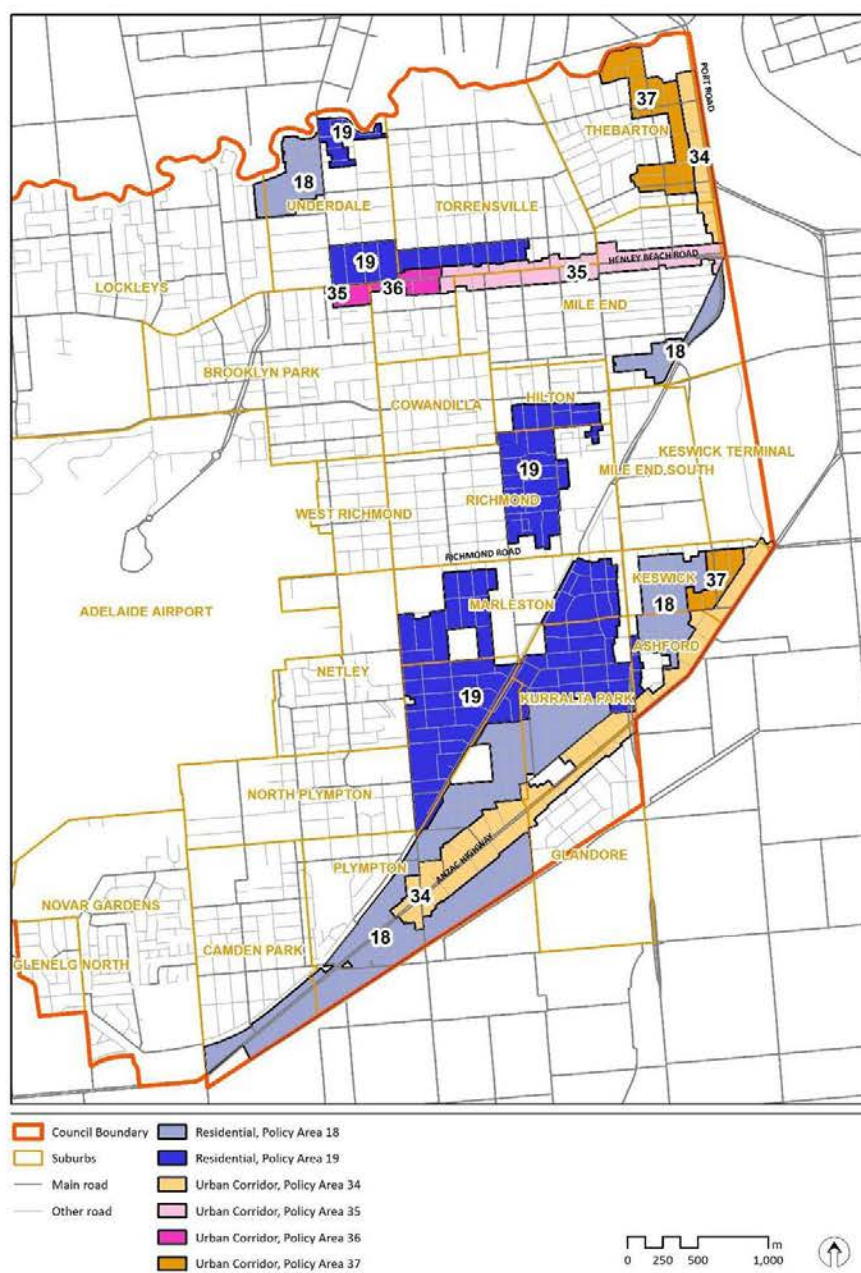 PORT ROAD
37
THEBARTON
19
34
18
UNDERDALE
TORRENSVILLE
19
HENLEY BEACH ROAD
35
LOCKLEYS
35
36
MILE END
18
BROOKLYN PARK
HILTON
COWANDILLA
KESWICK TERMINAL
19
MILE END SOUTH
RICHMOND
WEST RICHMOND
RICHMOND ROAD
KESWICK
37
MARLESTON
18
ADELAIDE AIRPORT
ASHFORD
NETLEY
19
KURRALTA PARK
NORTH PLYMPTON
ANZAC HIGHWAY
GLANDORE
PLYMPTON
34
NOVAR GARDENS
18
CAMDEN PARK
GLENELG NORTH
Council Boundary
Suburbs
Main road
Other road
Residential, Policy Area 18
Residential, Policy Area 19
Urban Corridor, Policy Area 34
Urban Corridor, Policy Area 35
Urban Corridor, Policy Area 36
Urban Corridor, Policy Area 37
m
0 250 500 1,000